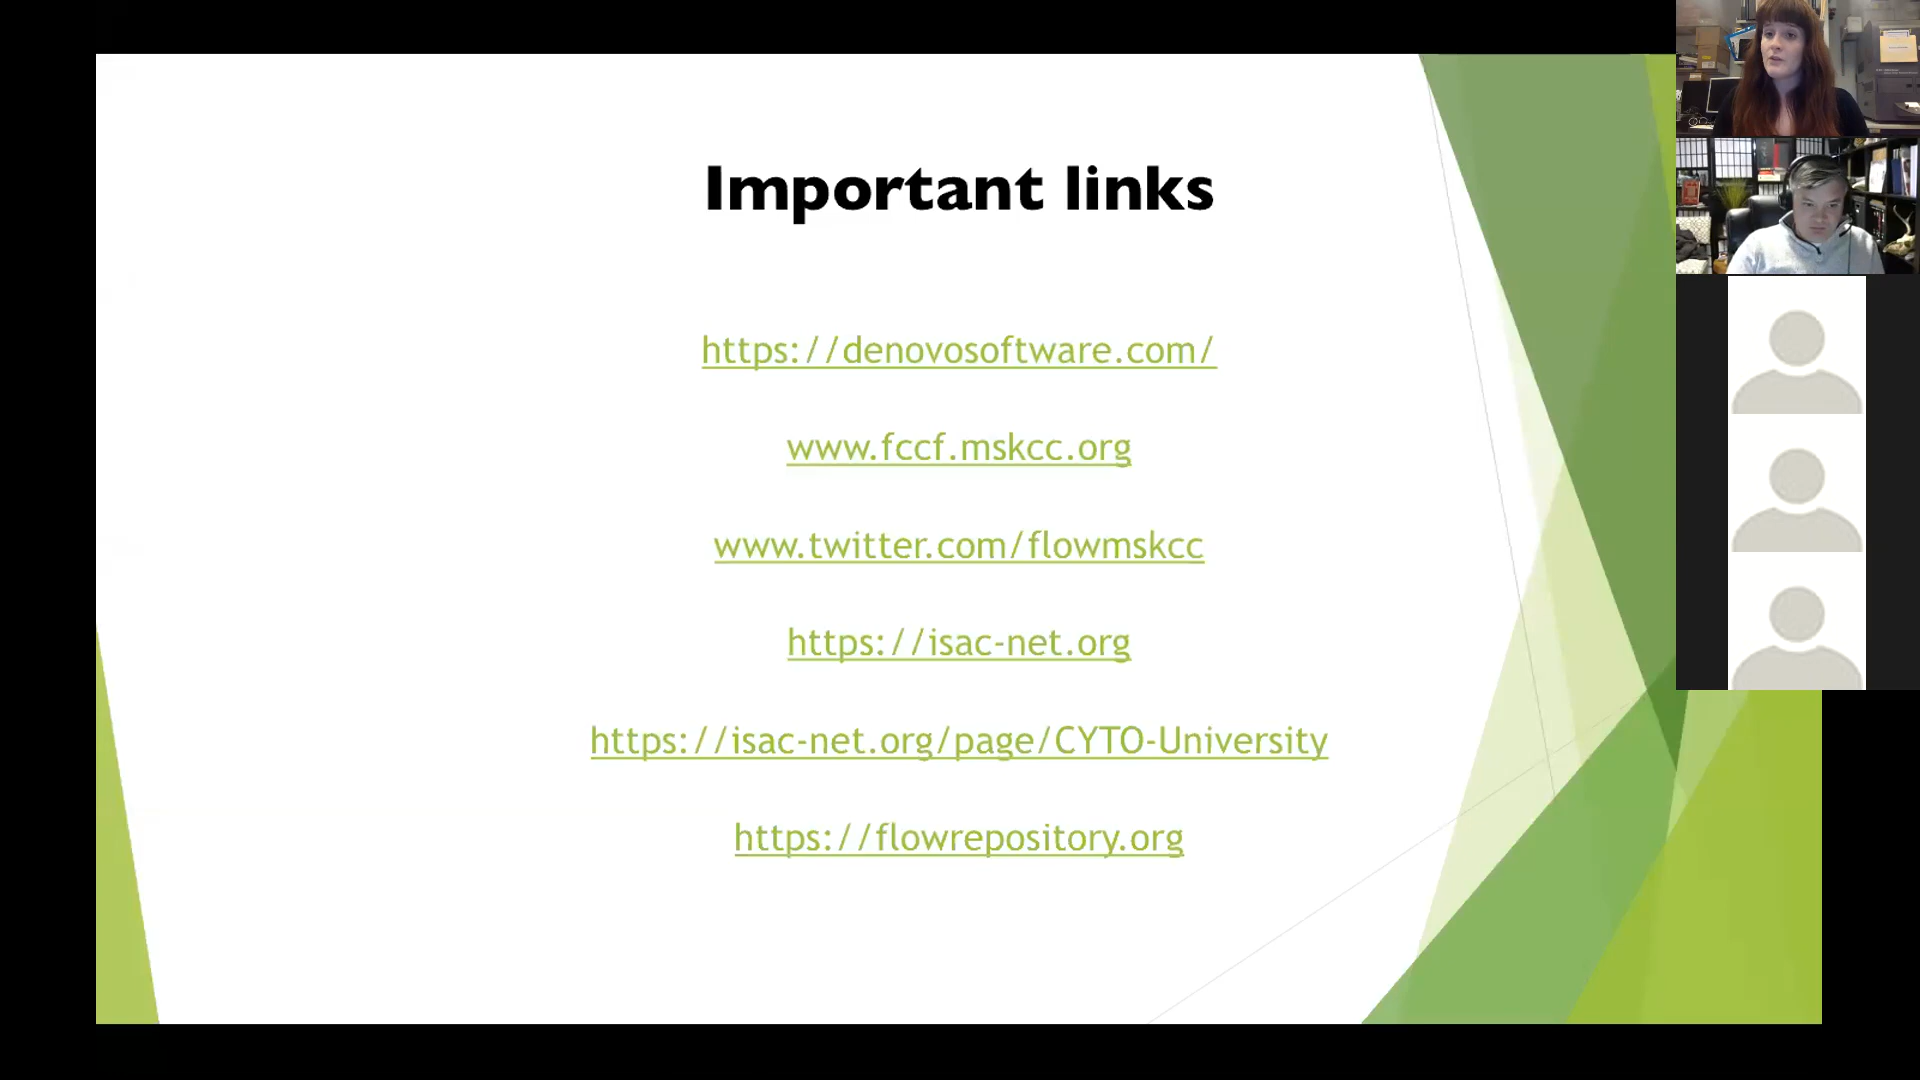 Important links
https://denovosoftware.com/
www.fccf.mskcc.org
www.twitter.com/flowmskcc
https://isac-net.org
https://isac-net.org/page/CYTO-University
https://flowrepository.org